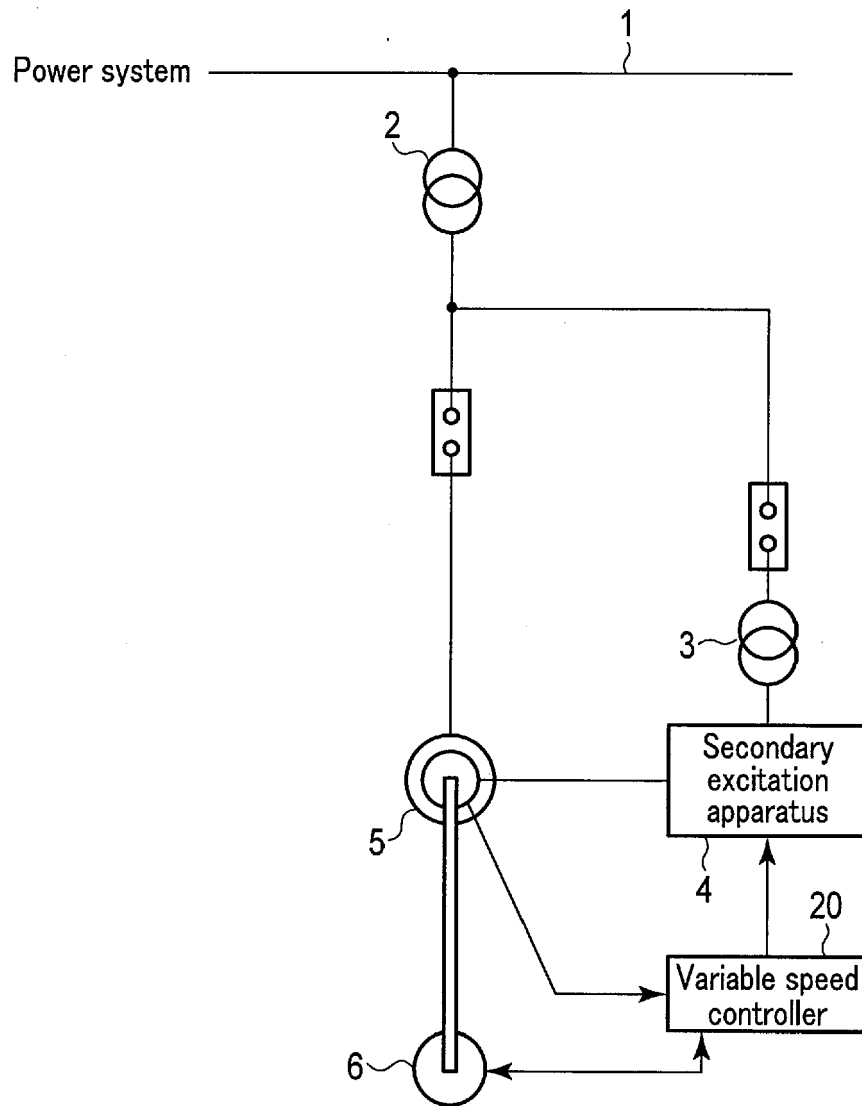 1
Power system
2
3
Secondary
excitation
apparatus
5
4
20
Variable speed
controller
6